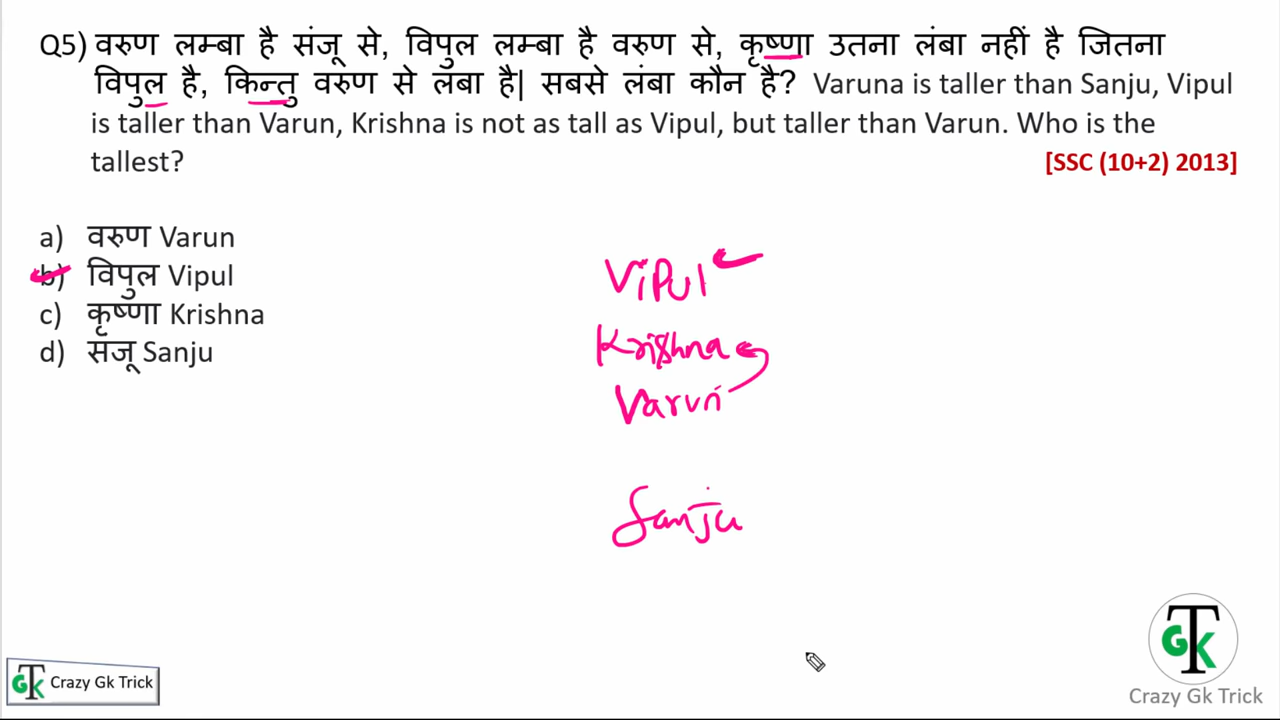 Q5) वरुण लम्बा है संजू से, विपुल लम्बा है वरुण से, कृष्णा उतना लंबा नहीं है जितना
विपुल है, किन्तु वरुण से लंबा है| सबसे लंबा कौन है? Varuna is taller than Sanju, Vipul
is taller than Varun, Krishna is not as tall as Vipul, but taller than Varun. Who is the
tallest? [SSC (10+2) 2013]
a) वरुण Varun
b) विपुल Vipul
c) कृष्णा Krishna
d) संजू Sanju
Vipul
Krishna
Varun
Sanju
GTK Crazy Gk Trick
GTK
Crazy Gk Trick